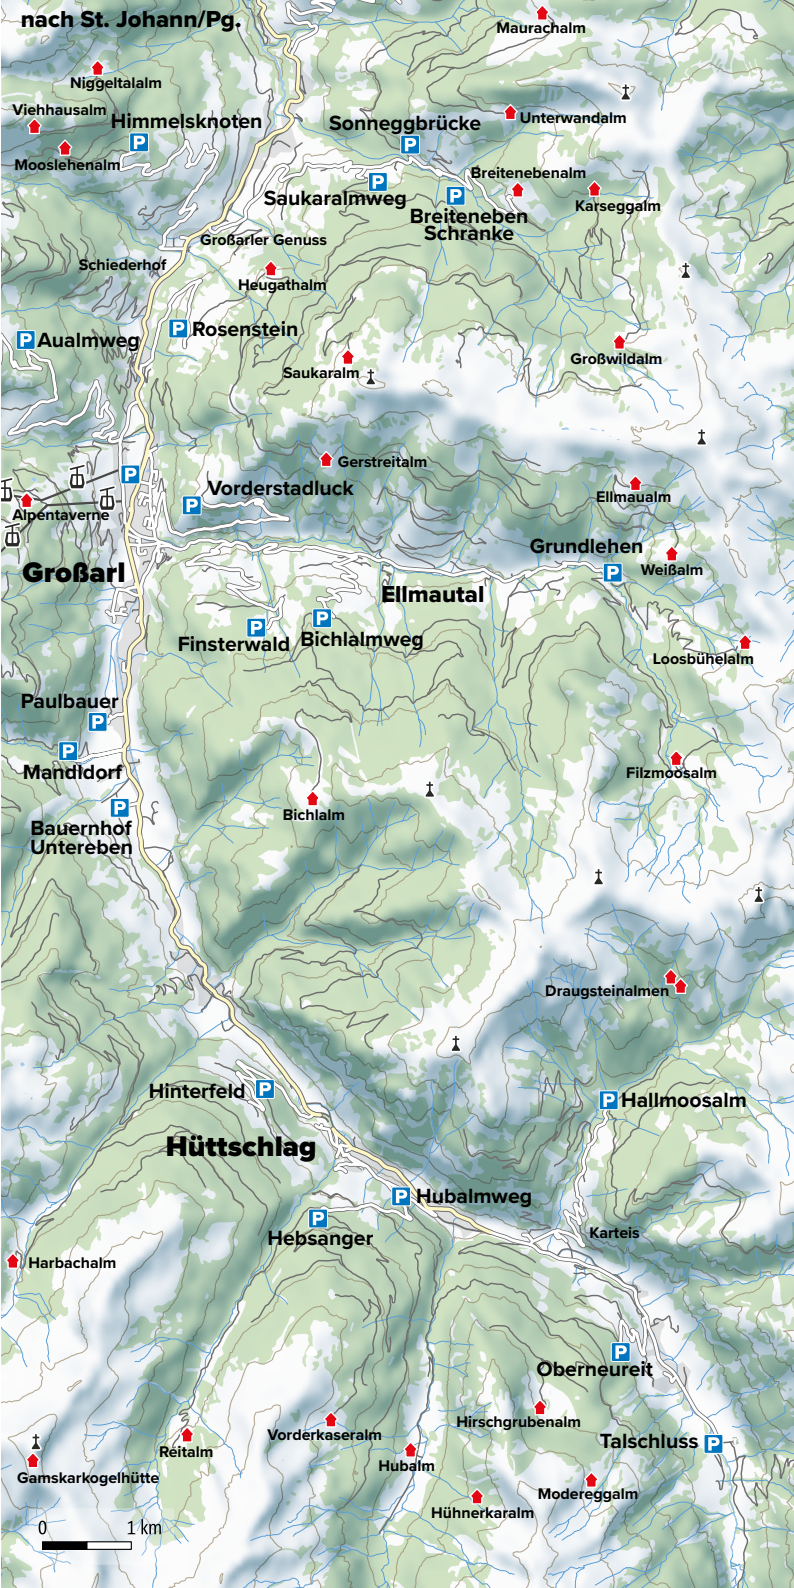 nach St. Johann/Pg.
Maurachalm
Niggeltalalm
Viehhausalm
Himmelsknoten
Sonneggbrücke
Unterwandalm
Mooslehenalm
P
P
Breitenebenalm
P
Saukaralmweg
P
Breiteneben
Schranke
Karseggalm
Großarler Genuss
Schiederhof
Heugathalm
P Aualmweg
P Rosenstein
Großwildalm
Saukaralm
Gerstreitalm
P
Vorderstadluck
P
Ellmaualm
Alpentaverne
Grundlehen
P
Weißalm
Großarl
Ellmautal
P
Finsterwald
P
Bichlalmweg
Loosbühelalm
Paulbauer
P
P
Mandldorf
Filzmoosalm
P
Bauernhof
Untereben
Bichlalm
Draugsteinalmen
Hinterfeld P
P Hallmoosalm
Hüttschlag
P Hubalmweg
P
Hebsanger
Karteis
Harbachalm
P
Oberneureit
Hirschgrubenalm
Vorderkaseralm
Reitalm
Talschluss P
Hubalm
Gamskarkogelhütte
Modereggalm
Hühnerkaralm
0 1 km